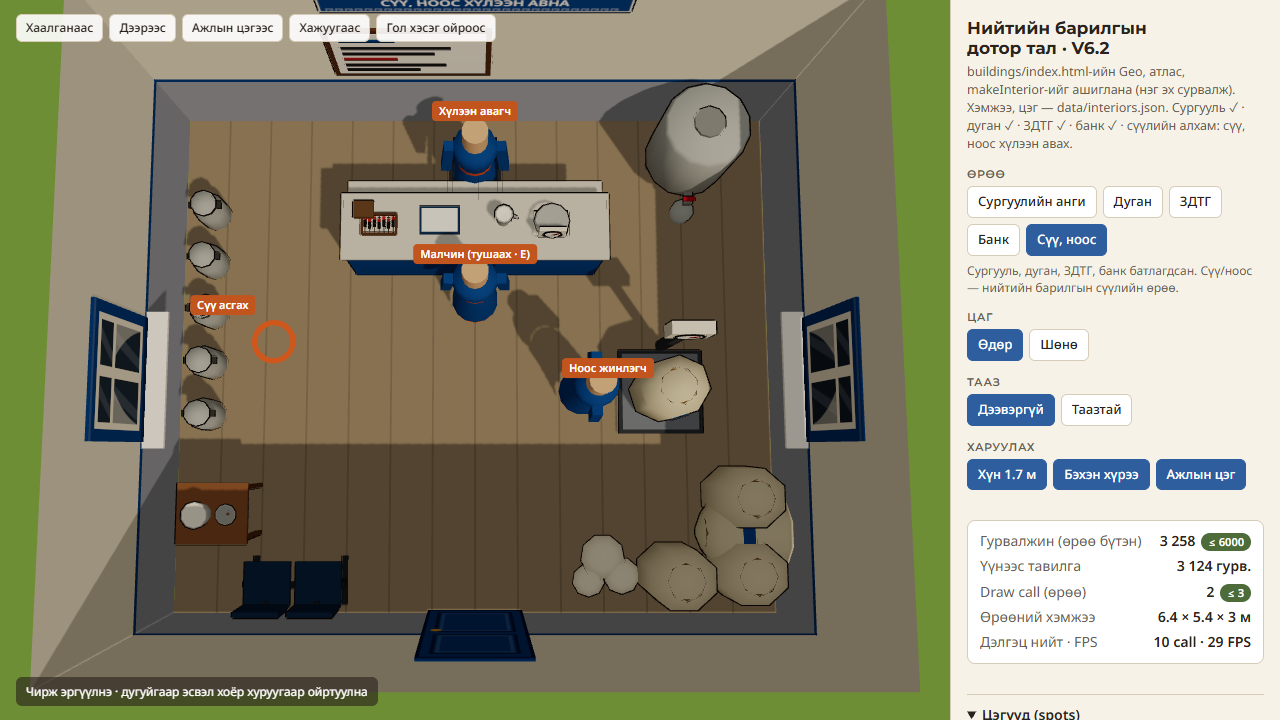 СҮҮ, НООС ХҮЛЭЭН АВНА
Хаалганаас
Дээрээс
Ажлын цэгээс
Хажуугаас
Гол хэсэг ойроос
Хүлээн авагч
Малчин (тушаах · E)
Сүү асгах
Ноос жинлэгч
Чирж эргүүлнэ · дугуйгаар эсвэл хоёр хуруугаар ойртуулна
Нийтийн барилгын
дотор тал · V6.2
buildings/index.html-ийн Geo, атлас,
makeInterior-ийг ашиглана (нэг эх сурвалж).
Хэмжээ, цэг — data/interiors.json. Сургууль ✓ ·
дуган ✓ · ЗДТГ ✓ · банк ✓ · сүүлийн алхам: сүү,
ноос хүлээн авах.
ӨРӨӨ
Сургуулийн анги
Дуган
ЗДТГ
Банк
Сүү, ноос
Сургууль, дуган, ЗДТГ, банк батлагдсан. Сүү/ноос
— нийтийн барилгын сүүлийн өрөө.
ЦАГ
Өдөр
Шөнө
ТААЗ
Дээвэргүй
Таазтай
ХАРУУЛАХ
Хүн 1.7 м
Бэхэн хүрээ
Ажлын цэг
Гурвалжин (өрөө бүтэн) 3 258 ≤ 6000
Үүнээс тавилга 3 124 гурв.
Draw call (өрөө) 2 ≤ 3
Өрөөний хэмжээ 6.4 × 5.4 × 3 м
Дэлгэц нийт · FPS 10 call · 29 FPS
▼ Цэгүүд (spots)